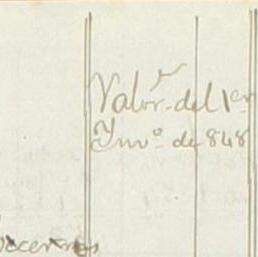 Valor del 1er
Invº de 848